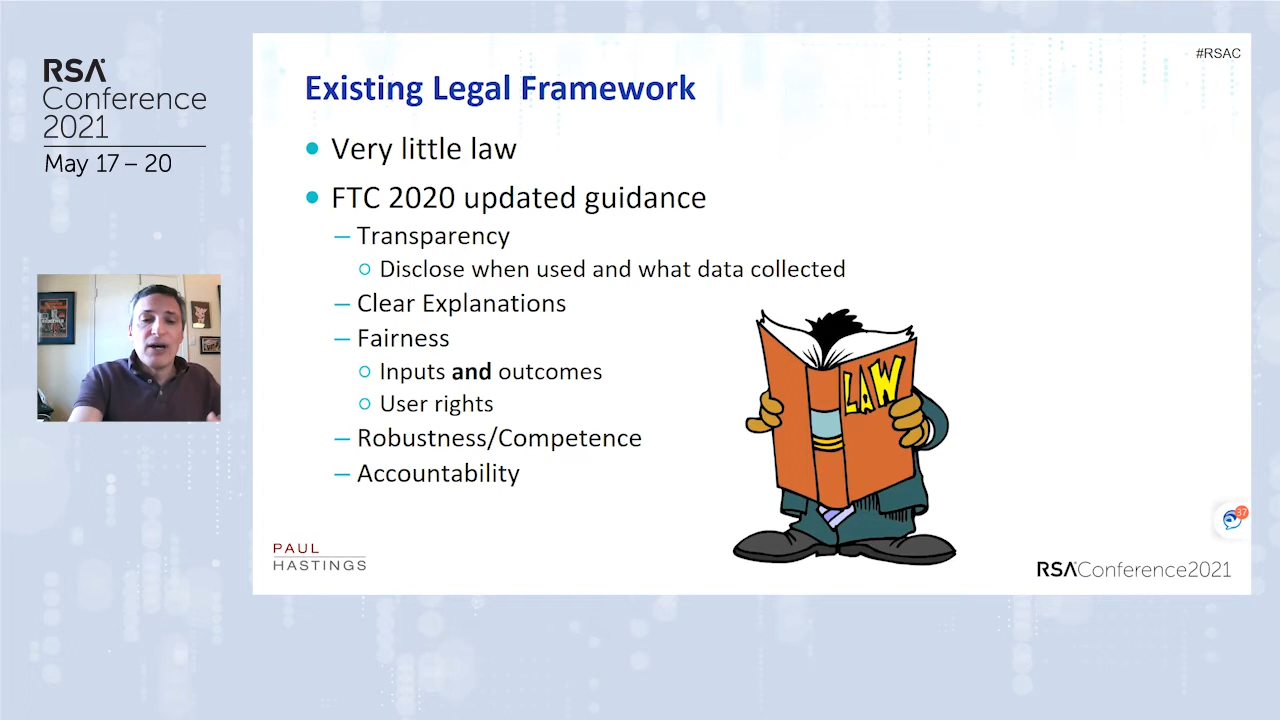 RSA
Conference
2021
May 17 – 20
#RSAC
Existing Legal Framework
• Very little law
• FTC 2020 updated guidance
– Transparency
○ Disclose when used and what data collected
– Clear Explanations
– Fairness
○ Inputs and outcomes
○ User rights
– Robustness/Competence
– Accountability
LAW
37
PAUL
HASTINGS
RSAConference2021